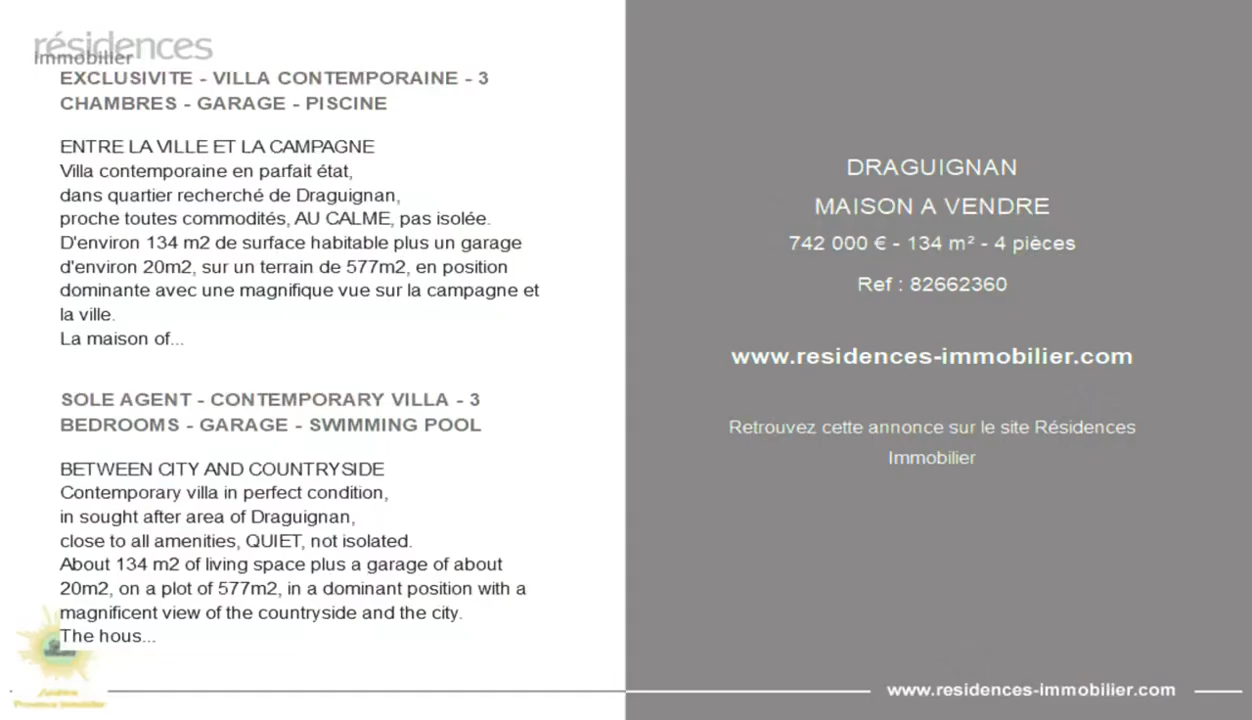 résidences
Immobilier
EXCLUSIVITE - VILLA CONTEMPORAINE - 3
CHAMBRES - GARAGE - PISCINE
ENTRE LA VILLE ET LA CAMPAGNE
Villa contemporaine en parfait état,
dans quartier recherché de Draguignan,
proche toutes commodités, AU CALME, pas isolée.
D'environ 134 m2 de surface habitable plus un garage
d'environ 20m2, sur un terrain de 577m2, en position
dominante avec une magnifique vue sur la campagne et
la ville.
La maison of...
SOLE AGENT - CONTEMPORARY VILLA - 3
BEDROOMS - GARAGE - SWIMMING POOL
BETWEEN CITY AND COUNTRYSIDE
Contemporary villa in perfect condition,
in sought after area of Draguignan,
close to all amenities, QUIET, not isolated.
About 134 m2 of living space plus a garage of about
20m2, on a plot of 577m2, in a dominant position with a
magnificent view of the countryside and the city.
The hous...
Provence Immobilier
DRAGUIGNAN
MAISON A VENDRE
742 000 € - 134 m² - 4 pièces
Ref : 82662360
www.residences-immobilier.com
Retrouvez cette annonce sur le site Résidences
Immobilier
www.residences-immobilier.com